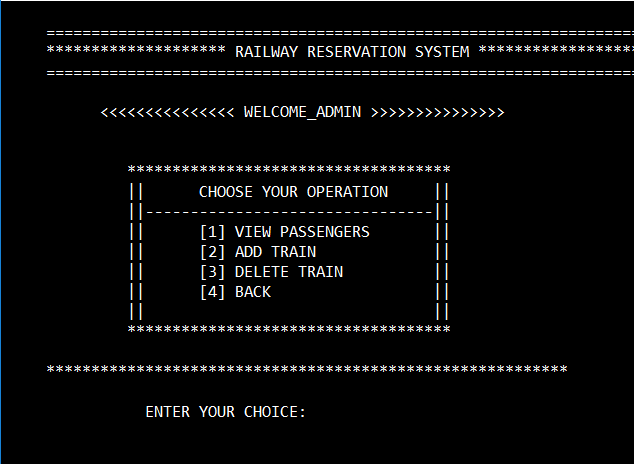 =================================================================
******************** RAILWAY RESERVATION SYSTEM ******************
=================================================================
<<<<<<<<<<<<<<< WELCOME_ADMIN >>>>>>>>>>>>>>>
************************************
|| CHOOSE YOUR OPERATION ||
||--------------------------------||
|| [1] VIEW PASSENGERS ||
|| [2] ADD TRAIN ||
|| [3] DELETE TRAIN ||
|| [4] BACK ||
|| ||
************************************
**********************************************************
ENTER YOUR CHOICE: